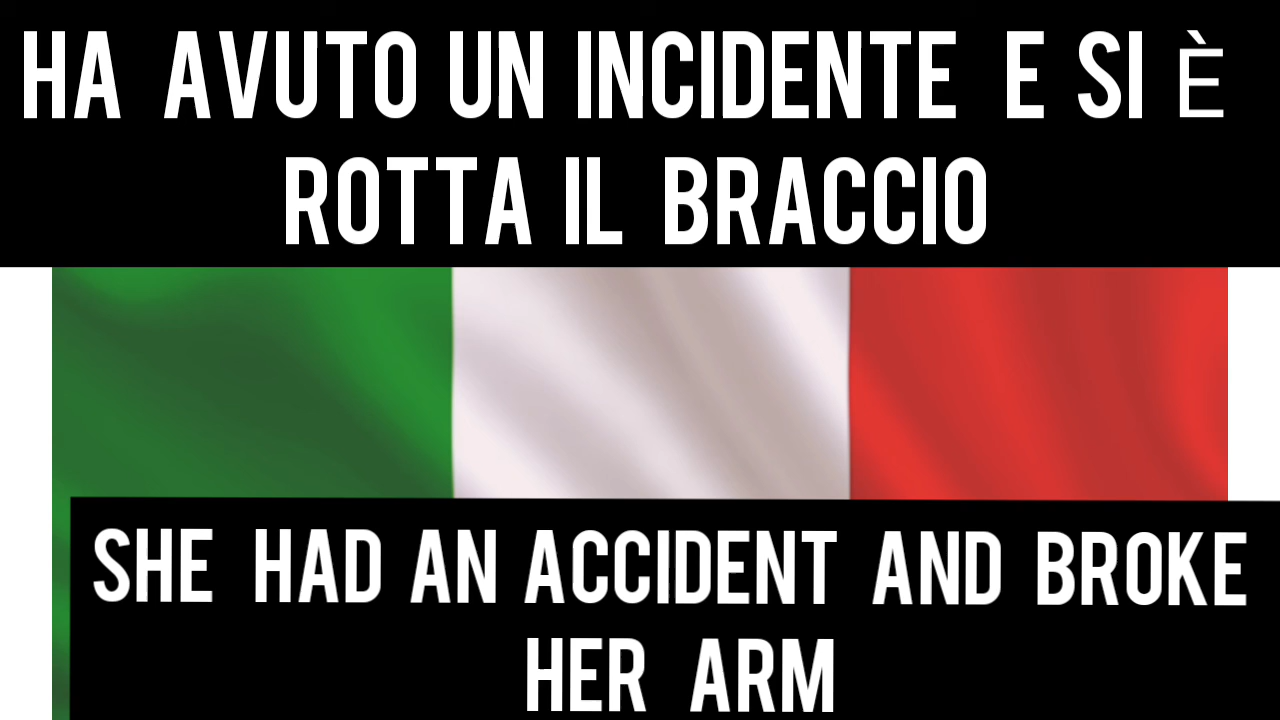 HA AVUTO UN INCIDENTE E SI È
ROTTA IL BRACCIO
SHE HAD AN ACCIDENT AND BROKE
HER ARM